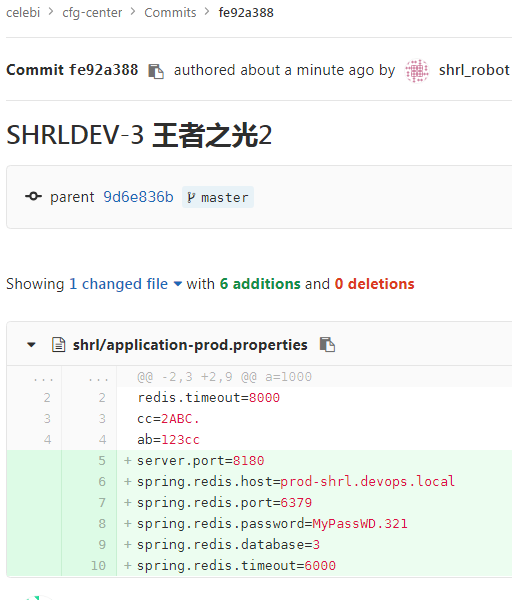 celebi > cfg-center > Commits > fe92a388
Commit fe92a388 authored about a minute ago by shrl_robot
SHRLDEV-3 王者之光2
parent 9d6e836b master
Showing 1 changed file with 6 additions and 0 deletions
shrl/application-prod.properties
... ... @@ -2,3 +2,9 @@ a=1000
2 2 redis.timeout=8000
3 3 cc=2ABC.
4 4 ab=123cc
5 + server.port=8180
6 + spring.redis.host=prod-shrl.devops.local
7 + spring.redis.port=6379
8 + spring.redis.password=MyPassWD.321
9 + spring.redis.database=3
10 + spring.redis.timeout=6000